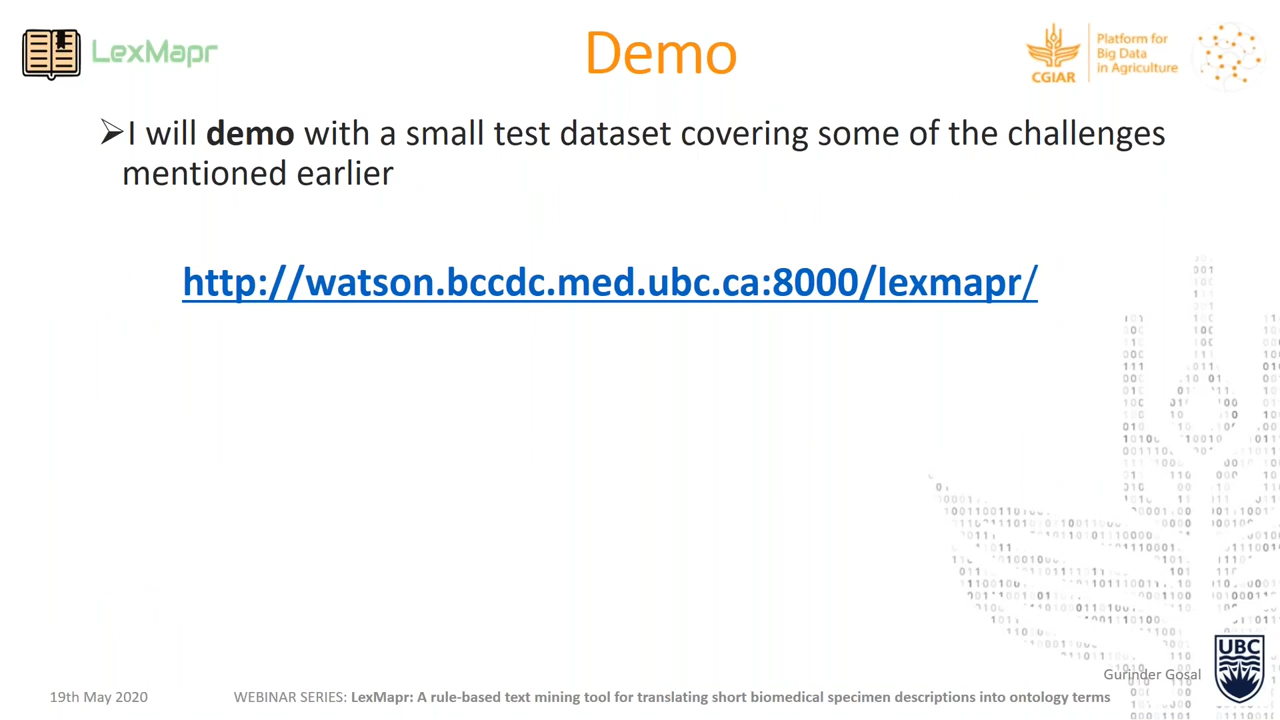 LexMapr
Demo
CGIAR
Platform for
Big Data
in Agriculture
➢I will demo with a small test dataset covering some of the challenges
mentioned earlier
http://watson.bccdc.med.ubc.ca:8000/lexmapr/
UBC
Gurinder Gosal
19th May 2020
WEBINAR SERIES: LexMapr: A rule-based text mining tool for translating short biomedical specimen descriptions into ontology terms